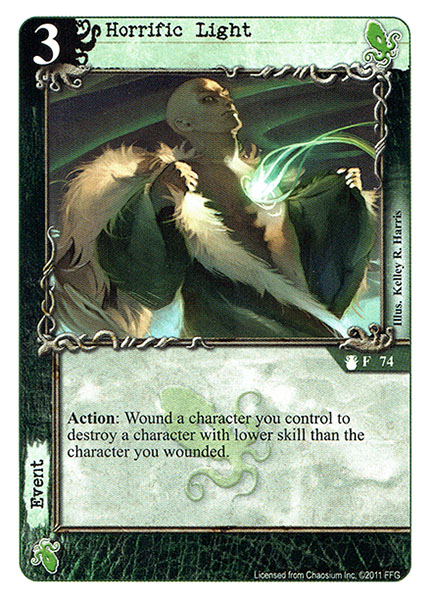 3
Horrific Light
Illus. Kelley R. Harris
F 74
Action: Wound a character you control to
destroy a character with lower skill than the
character you wounded.
Event
Licensed from Chaosium Inc. ©2011 FFG